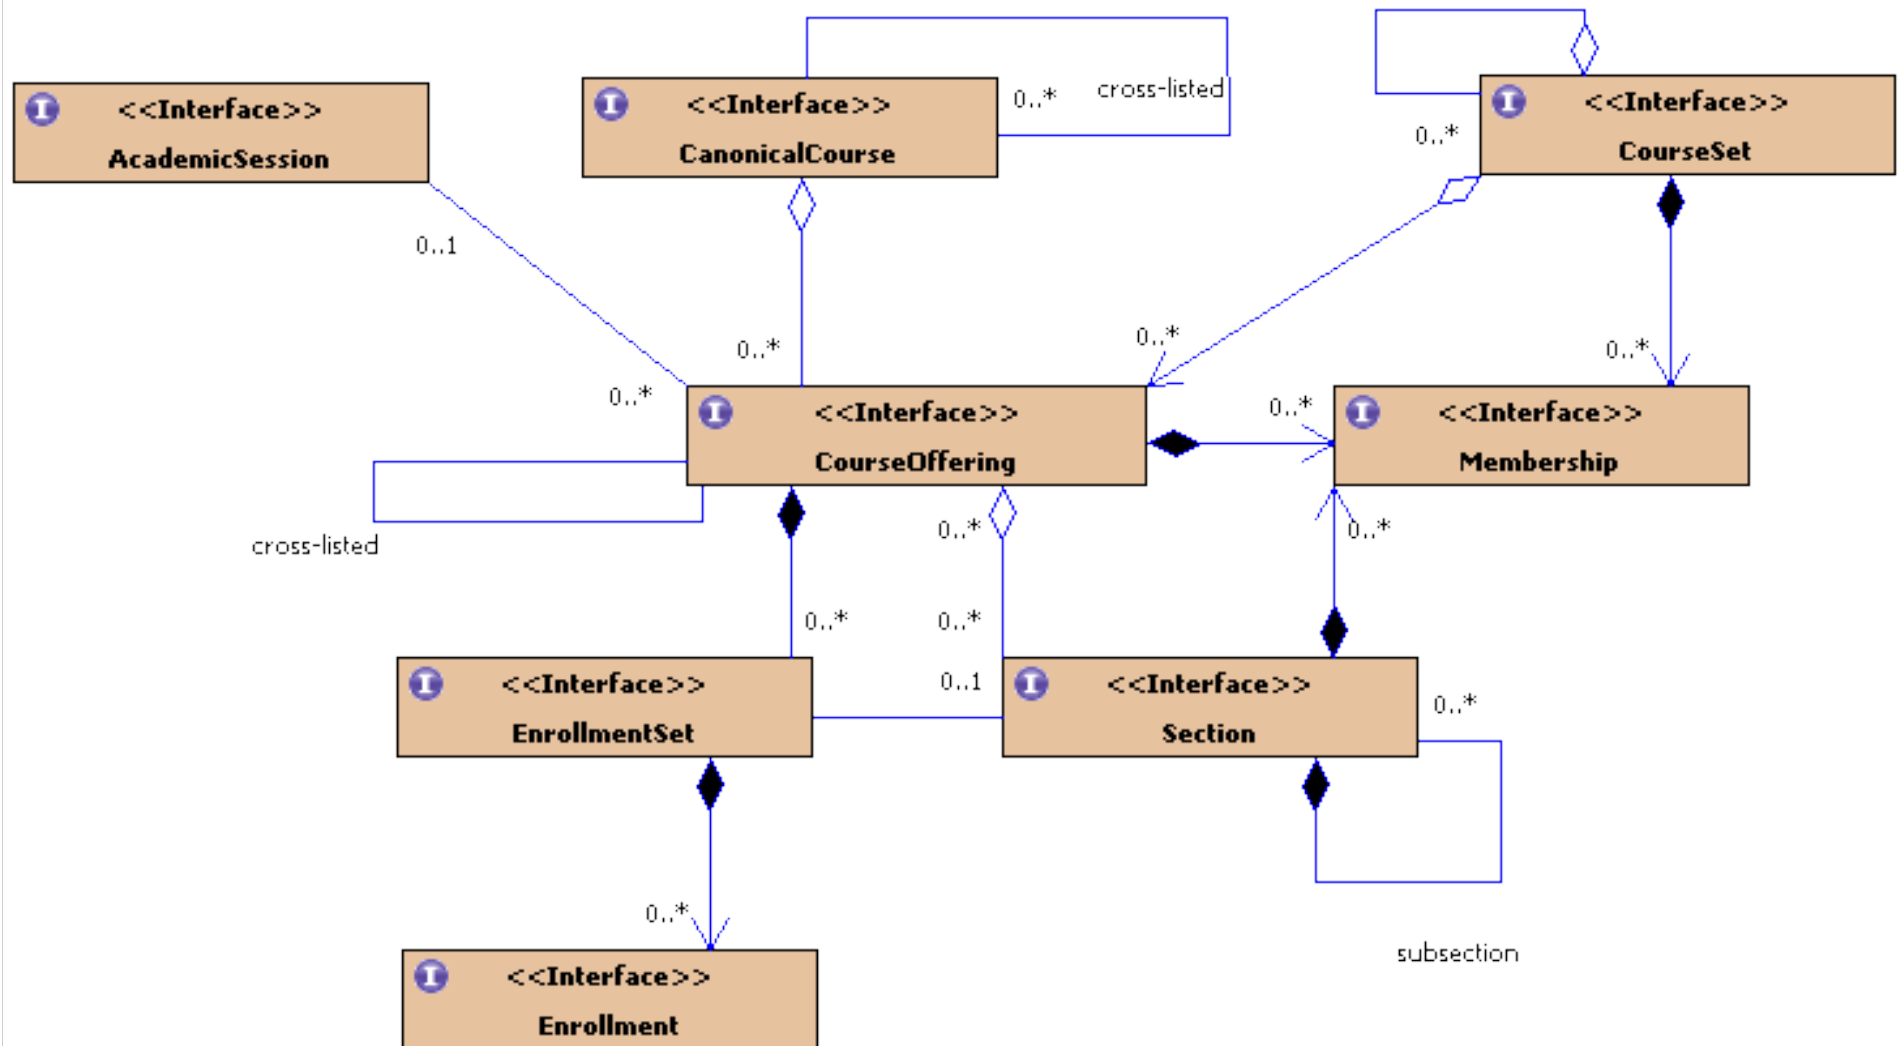 <<Interface>>
AcademicSession
<<Interface>>
CanonicalCourse
0..*
cross-listed
<<Interface>>
CourseSet
0..*
0..1
0..*
0..*
0..*
0..*
<<Interface>>
CourseOffering
0..*
<<Interface>>
Membership
cross-listed
0..*
0..*
0..*
0..*
<<Interface>>
EnrollmentSet
0..1
<<Interface>>
Section
0..*
0..*
subsection
<<Interface>>
Enrollment